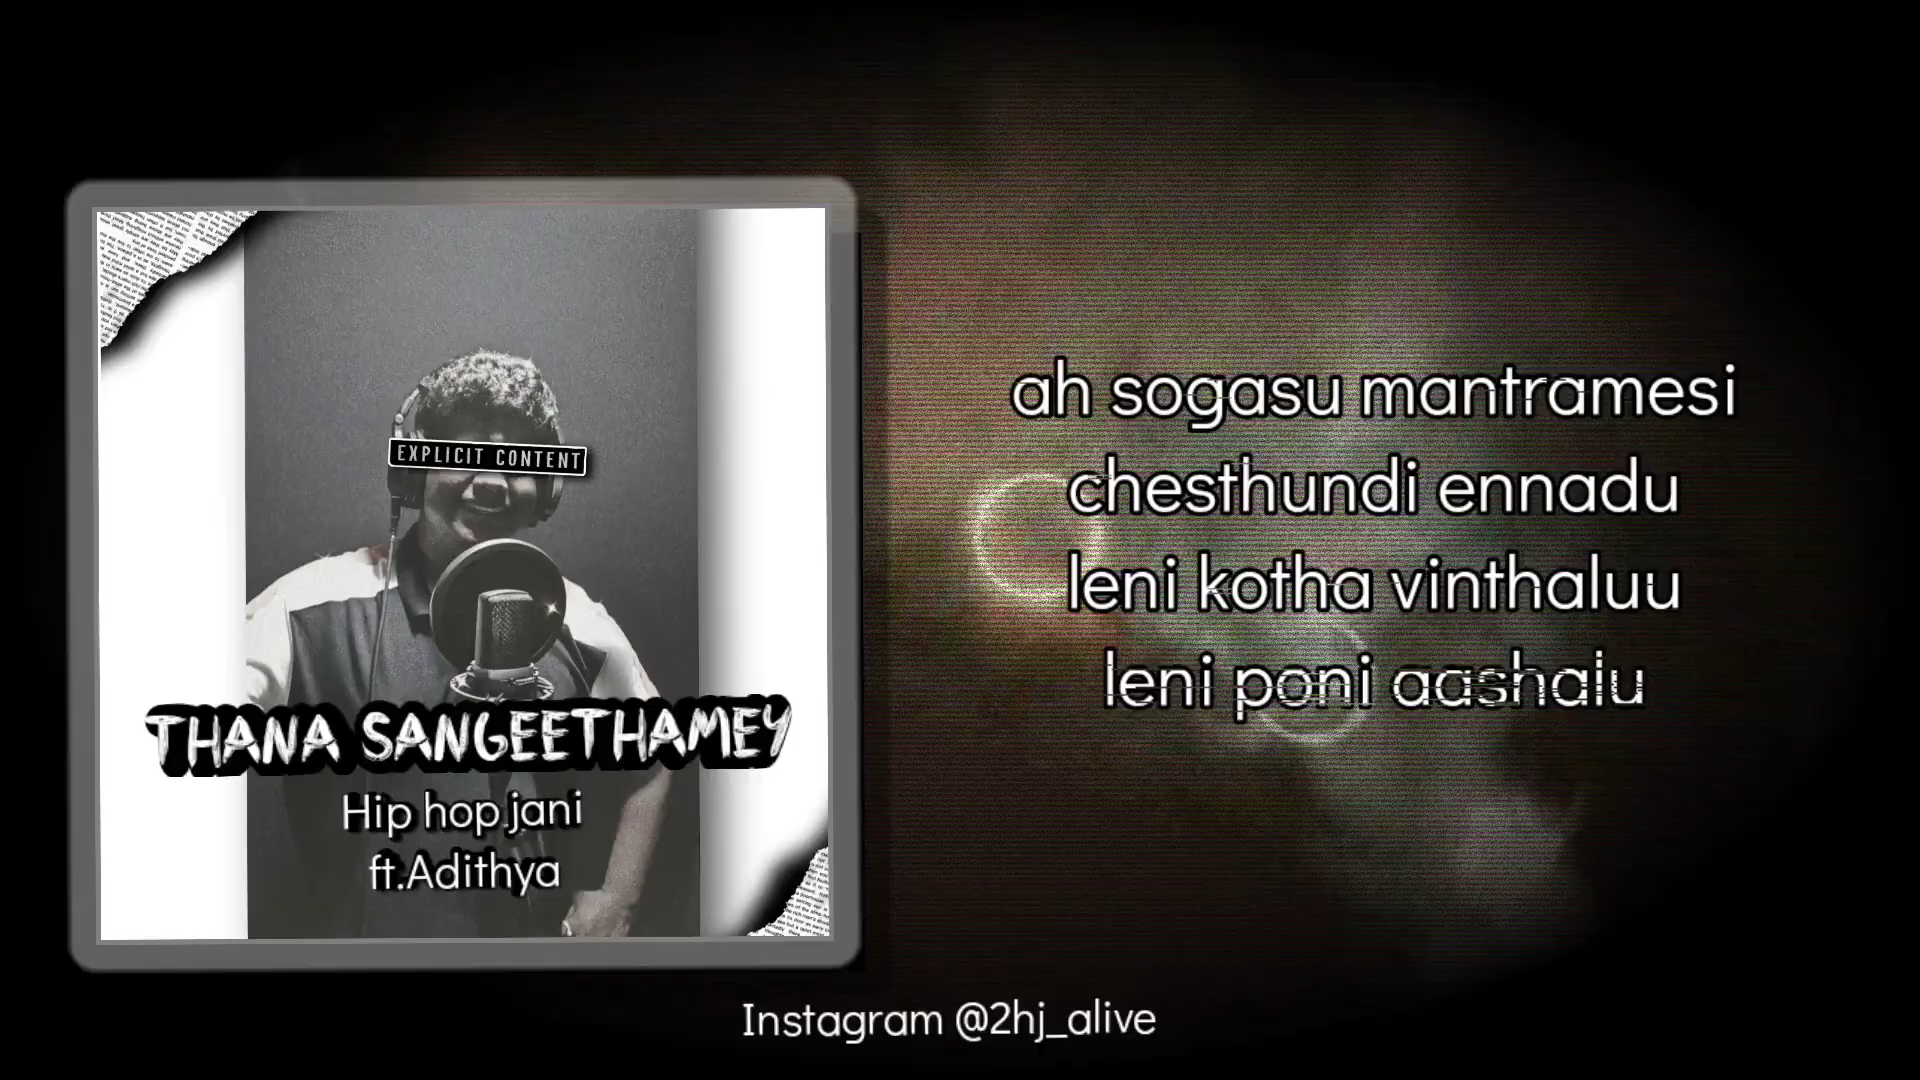 EXPLICIT CONTENT
THANA SANGEETHAMEY
Hip hop jani
ft.Adithya
ah sogasu mantramesi
chesthundi ennadu
leni kotha vinthaluu
leni poni aashalu
Instagram @2hj_alive